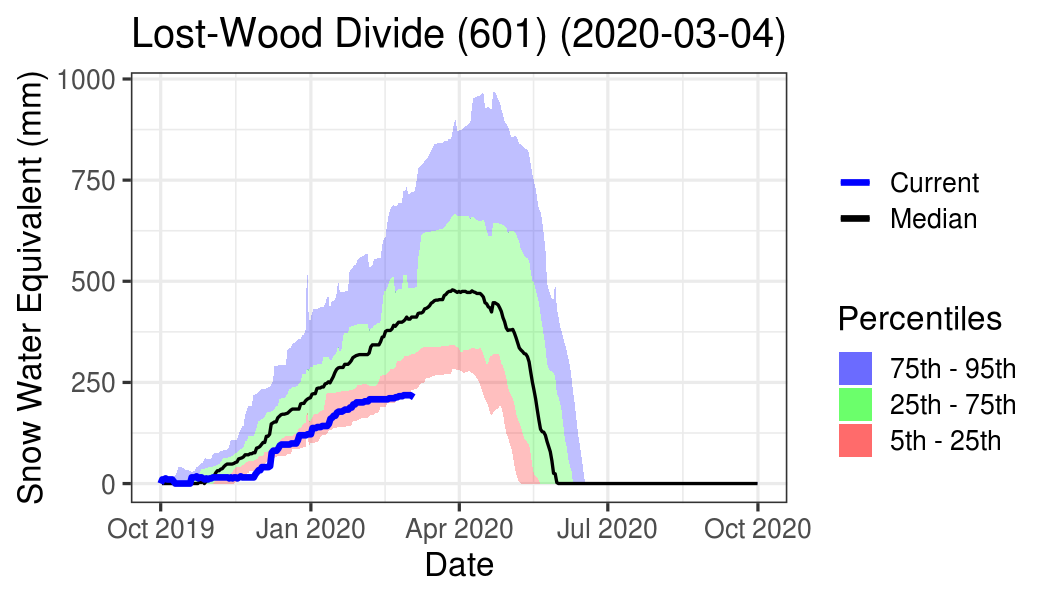 Lost-Wood Divide (601) (2020-03-04)
Snow Water Equivalent (mm)
1000
750
500
250
0
Oct 2019 Jan 2020 Apr 2020 Jul 2020 Oct 2020
Date
Current
Median
Percentiles
75th - 95th
25th - 75th
5th - 25th